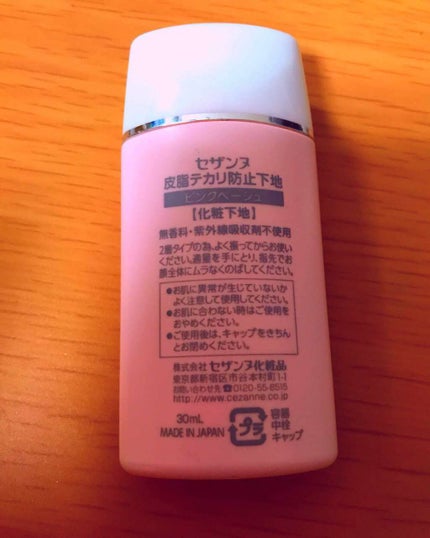 セザンヌ
皮脂テカリ防止下地
ピンクベージュ
【化粧下地】
無香料・紫外線吸収剤不使用
2層タイプの為、よく振ってからお使い
ください。適量を手にとり、指先でお
顔全体にムラなくのばしてください。
●お肌に異常が生じていないか
よく注意して使用してください。
●お肌に合わない時はご使用を
おやめください。
●ご使用後は、キャップをきちん
とお閉めください。
株式会社 セザンヌ化粧品
東京都新宿区市谷本村町1-1
お問い合わせ先☎0120-55-8515
http://www.cezanne.co.jp
30mL
MADE IN JAPAN
プラ
容器
中栓
キャップ